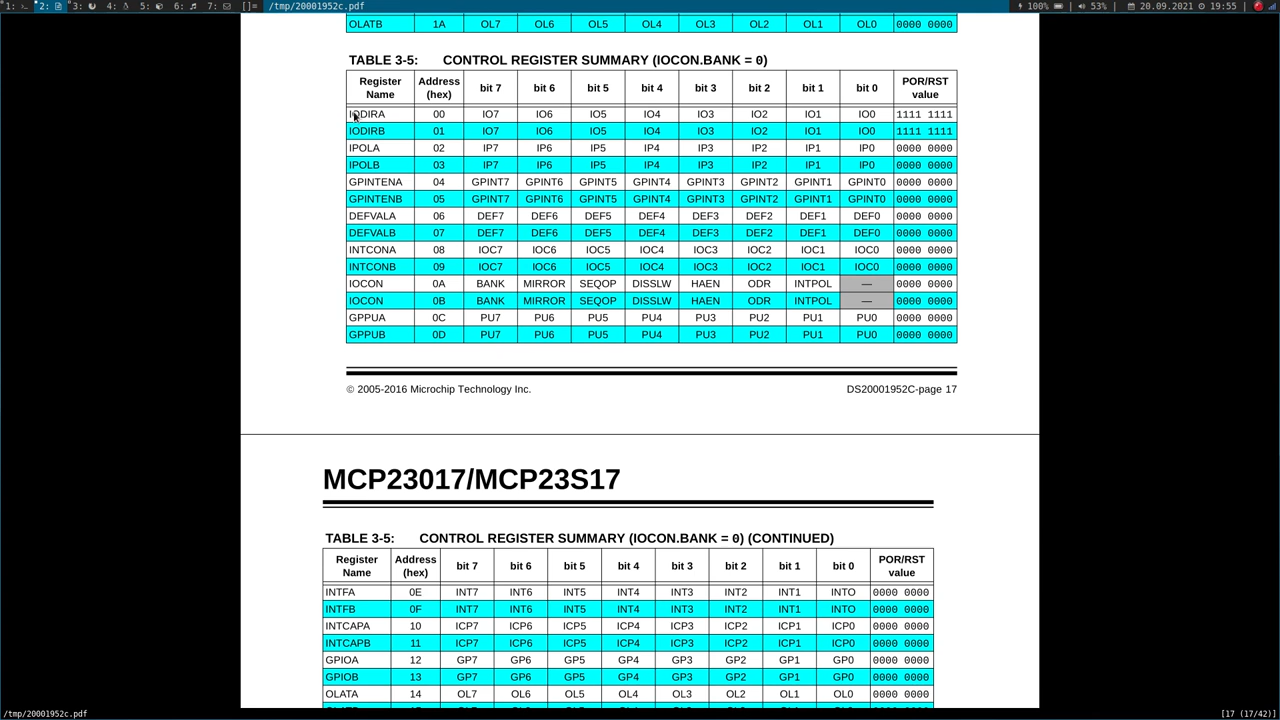 1: 2: 3: 4: 5: 6: 7: []= /tmp/20001952c.pdf 100% 53% 20.09.2021 19:55
OLATB 1A OL7 OL6 OL5 OL4 OL3 OL2 OL1 OL0 0000 0000
TABLE 3-5: CONTROL REGISTER SUMMARY (IOCON.BANK = 0)
Register Name Address (hex) bit 7 bit 6 bit 5 bit 4 bit 3 bit 2 bit 1 bit 0 POR/RST value
IODIRA 00 IO7 IO6 IO5 IO4 IO3 IO2 IO1 IO0 1111 1111
IODIRB 01 IO7 IO6 IO5 IO4 IO3 IO2 IO1 IO0 1111 1111
IPOLA 02 IP7 IP6 IP5 IP4 IP3 IP2 IP1 IP0 0000 0000
IPOLB 03 IP7 IP6 IP5 IP4 IP3 IP2 IP1 IP0 0000 0000
GPINTENA 04 GPINT7 GPINT6 GPINT5 GPINT4 GPINT3 GPINT2 GPINT1 GPINT0 0000 0000
GPINTENB 05 GPINT7 GPINT6 GPINT5 GPINT4 GPINT3 GPINT2 GPINT1 GPINT0 0000 0000
DEFVALA 06 DEF7 DEF6 DEF5 DEF4 DEF3 DEF2 DEF1 DEF0 0000 0000
DEFVALB 07 DEF7 DEF6 DEF5 DEF4 DEF3 DEF2 DEF1 DEF0 0000 0000
INTCONA 08 IOC7 IOC6 IOC5 IOC4 IOC3 IOC2 IOC1 IOC0 0000 0000
INTCONB 09 IOC7 IOC6 IOC5 IOC4 IOC3 IOC2 IOC1 IOC0 0000 0000
IOCON 0A BANK MIRROR SEQOP DISSLW HAEN ODR INTPOL — 0000 0000
IOCON 0B BANK MIRROR SEQOP DISSLW HAEN ODR INTPOL — 0000 0000
GPPUA 0C PU7 PU6 PU5 PU4 PU3 PU2 PU1 PU0 0000 0000
GPPUB 0D PU7 PU6 PU5 PU4 PU3 PU2 PU1 PU0 0000 0000
© 2005-2016 Microchip Technology Inc. DS20001952C-page 17
MCP23017/MCP23S17
TABLE 3-5: CONTROL REGISTER SUMMARY (IOCON.BANK = 0) (CONTINUED)
Register Name Address (hex) bit 7 bit 6 bit 5 bit 4 bit 3 bit 2 bit 1 bit 0 POR/RST value
INTFA 0E INT7 INT6 INT5 INT4 INT3 INT2 INT1 INTO 0000 0000
INTFB 0F INT7 INT6 INT5 INT4 INT3 INT2 INT1 INTO 0000 0000
INTCAPA 10 ICP7 ICP6 ICP5 ICP4 ICP3 ICP2 ICP1 ICP0 0000 0000
INTCAPB 11 ICP7 ICP6 ICP5 ICP4 ICP3 ICP2 ICP1 ICP0 0000 0000
GPIOA 12 GP7 GP6 GP5 GP4 GP3 GP2 GP1 GP0 0000 0000
GPIOB 13 GP7 GP6 GP5 GP4 GP3 GP2 GP1 GP0 0000 0000
OLATA 14 OL7 OL6 OL5 OL4 OL3 OL2 OL1 OL0 0000 0000
/tmp/20001952c.pdf [17 (17/42)]